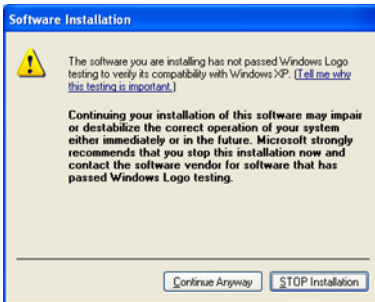 Software Installation
The software you are installing has not passed Windows Logo
testing to verify its compatibility with Windows XP. (Tell me why
this testing is important.)
Continuing your installation of this software may impair
or destabilize the correct operation of your system
either immediately or in the future. Microsoft strongly
recommends that you stop this installation now and
contact the software vendor for software that has
passed Windows Logo testing.
Continue Anyway
STOP Installation